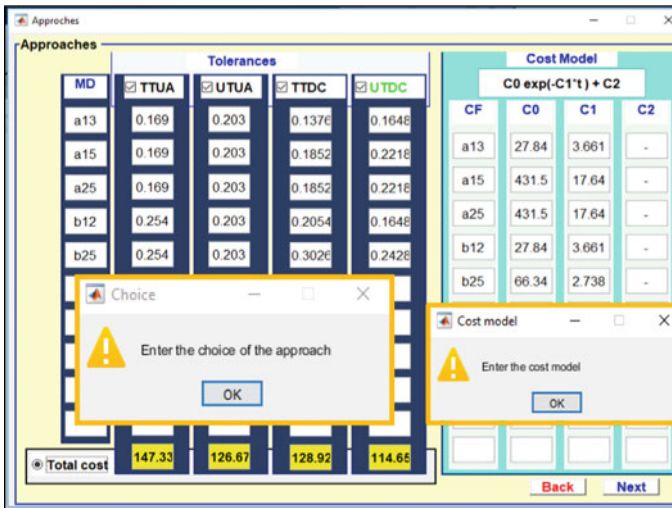 Approches
Approaches
Tolerances
Cost Model
MD TTUA UTUA TTDC UTDC
C0 exp(-C1*t) + C2
CF C0 C1 C2
a13 0.169 0.203 0.1376 0.1648
a13 27.84 3.661 -
a15 0.169 0.203 0.1852 0.2218
a15 431.5 17.64 -
a25 0.169 0.203 0.1852 0.2218
a25 431.5 17.64 -
b12 0.254 0.203 0.2054 0.1648
b12 27.84 3.661 -
b25 0.254 0.203 0.3026 0.2428
b25 66.34 2.738 -
Choice
Enter the choice of the approach
OK
Cost model
Enter the cost model
OK
Total cost 147.33 126.67 128.92 114.65
Back Next